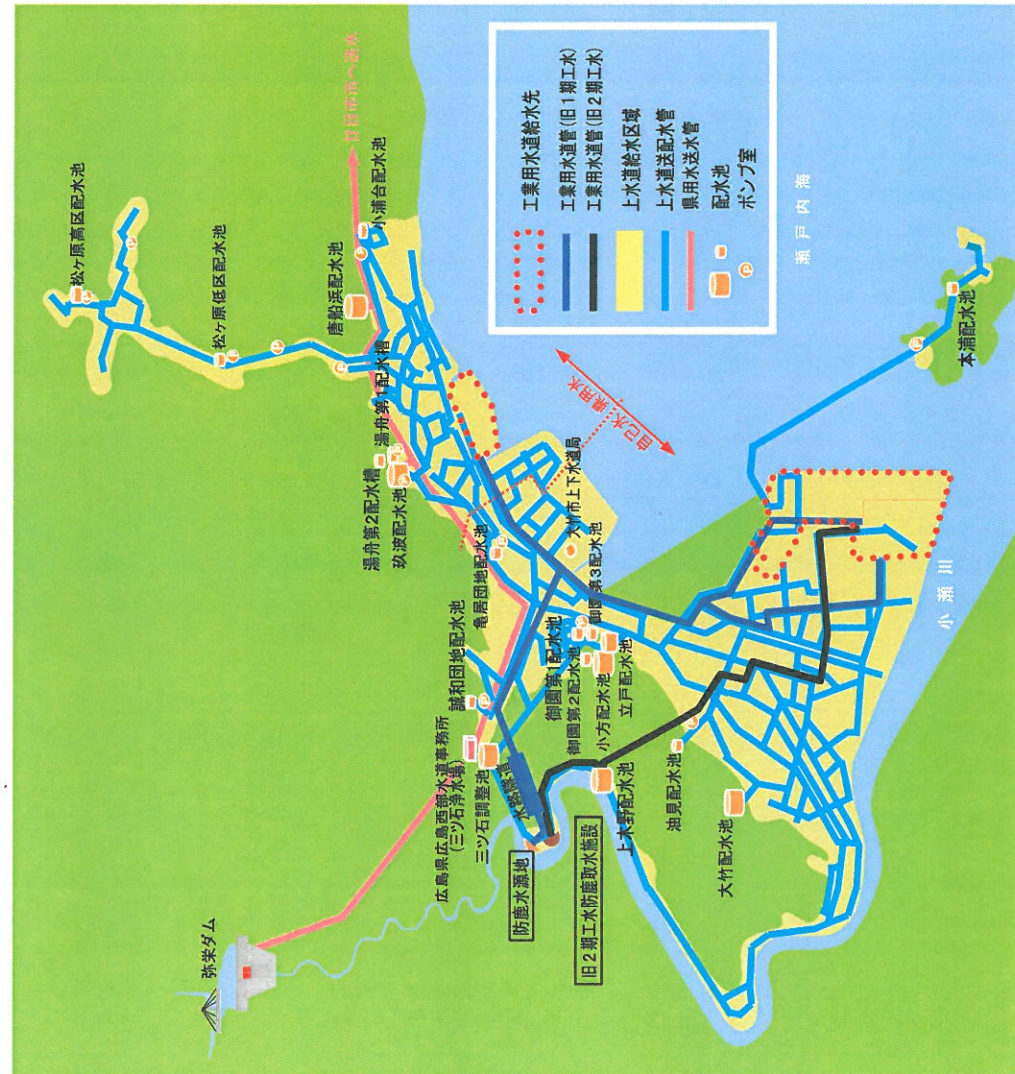 弥栄ダム
広島県広島西部水道事務所
(三ツ石浄水場)
三ツ石調整池
水路隧道
防鹿水源地
旧2期工水防鹿取水施設
誠和団地配水池
亀居団地配水池
御園第1配水池
御園第2配水池
御園第3配水池
小方配水池
立戸配水池
上木野配水池
油見配水池
大竹配水池
大竹市上下水道局
湯舟第2配水槽
湯舟第1配水槽
玖波配水池
唐船浜配水池
小浦台配水池
松ヶ原低区配水池
松ヶ原高区配水池
廿日市市へ送水
自己水
県用水
本浦配水池
瀬戸内海
小瀬川
工業用水道給水先
工業用水道管(旧1期工水)
工業用水道管(旧2期工水)
上水道給水区域
上水道送配水管
県用水送水管
配水池
ポンプ室
P